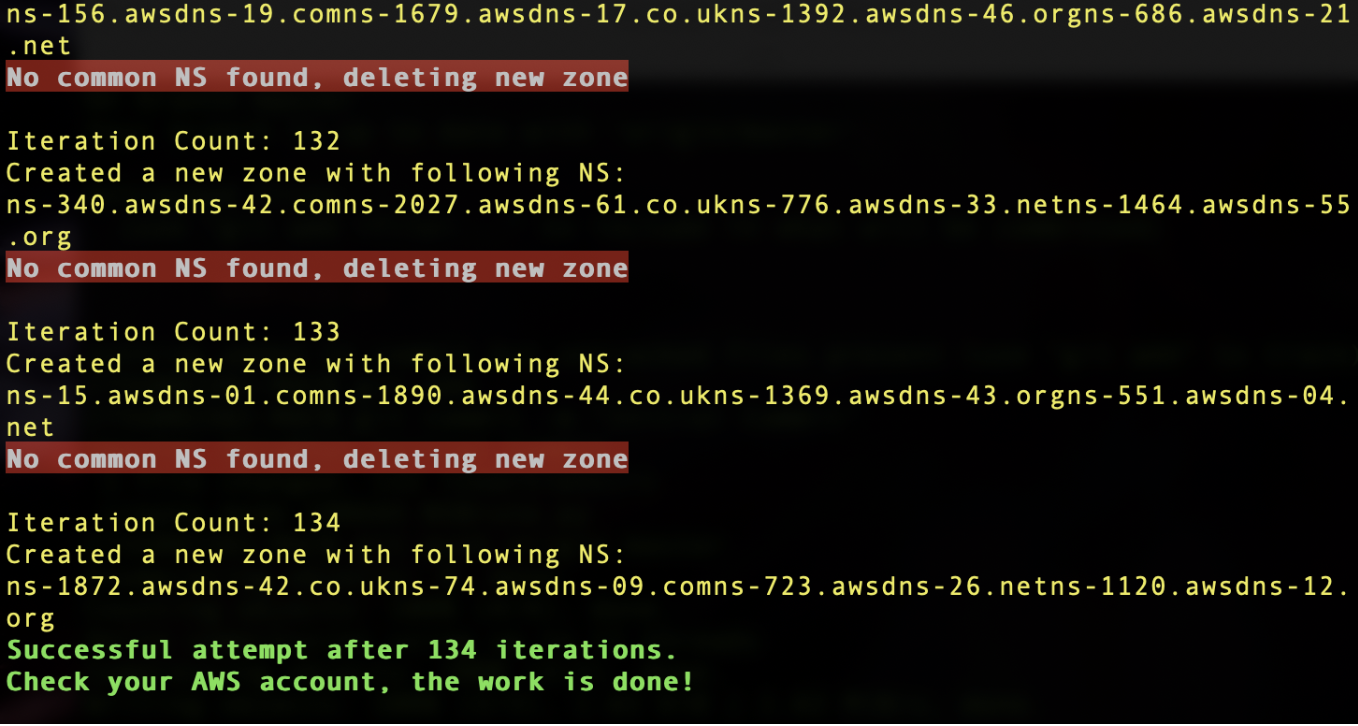 ns-156.awsdns-19.comns-1679.awsdns-17.co.ukns-1392.awsdns-46.orgns-686.awsdns-21
.net
No common NS found, deleting new zone
Iteration Count: 132
Created a new zone with following NS:
ns-340.awsdns-42.comns-2027.awsdns-61.co.ukns-776.awsdns-33.netns-1464.awsdns-55
.org
No common NS found, deleting new zone
Iteration Count: 133
Created a new zone with following NS:
ns-15.awsdns-01.comns-1890.awsdns-44.co.ukns-1369.awsdns-43.orgns-551.awsdns-04.
net
No common NS found, deleting new zone
Iteration Count: 134
Created a new zone with following NS:
ns-1872.awsdns-42.co.ukns-74.awsdns-09.comns-723.awsdns-26.netns-1120.awsdns-12.
org
Successful attempt after 134 iterations.
Check your AWS account, the work is done!